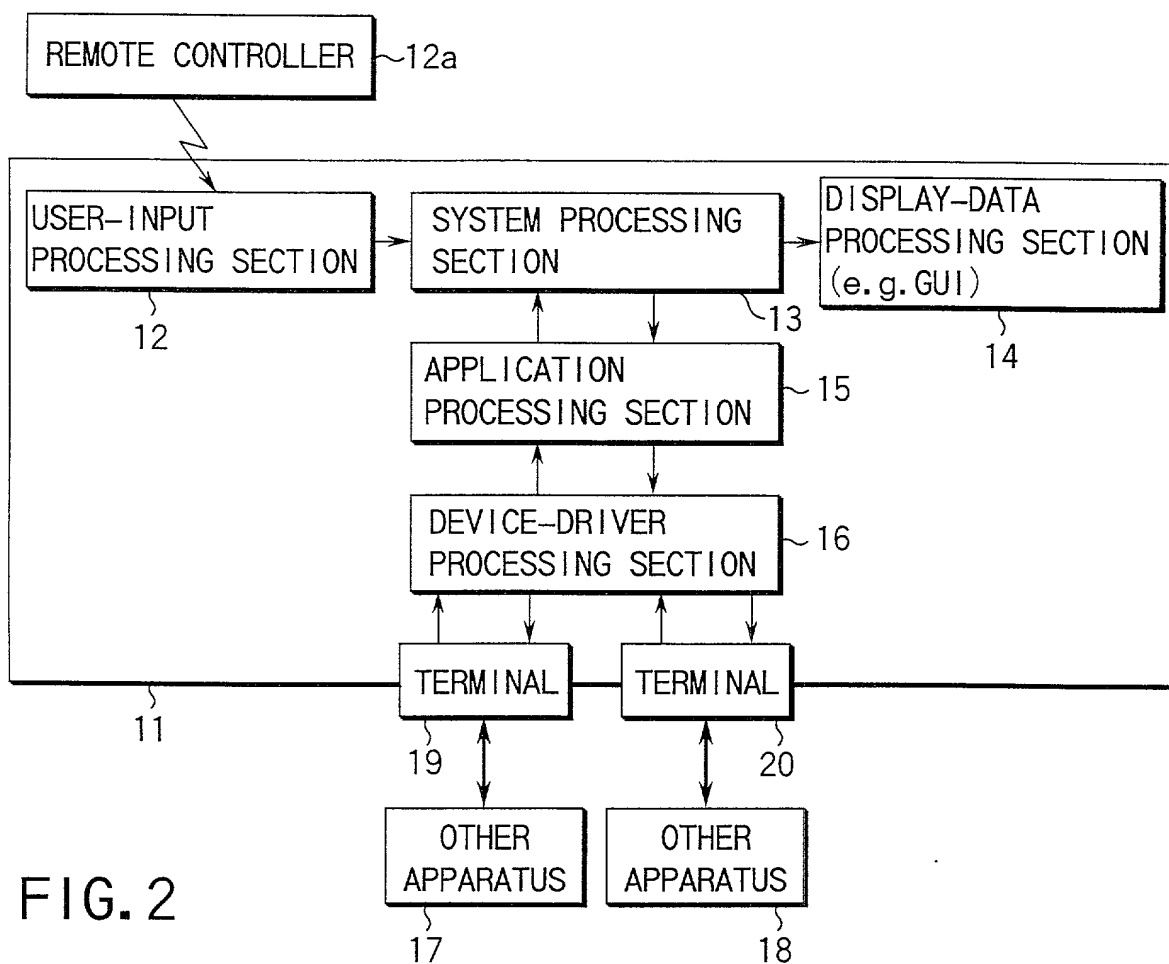 REMOTE CONTROLLER
12a
USER-INPUT
PROCESSING SECTION
12
SYSTEM PROCESSING
SECTION
13
DISPLAY-DATA
PROCESSING SECTION
(e.g.GUI)
14
APPLICATION
PROCESSING SECTION
15
DEVICE-DRIVER
PROCESSING SECTION
16
TERMINAL
TERMINAL
11
19
20
OTHER
APPARATUS
OTHER
APPARATUS
17
18
FIG.2